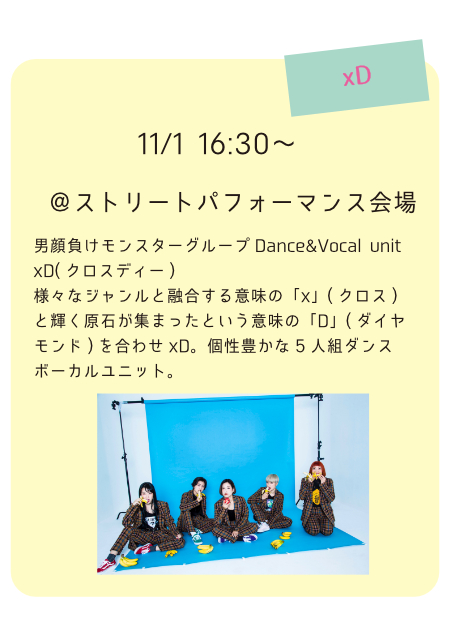 xD
11/1 16:30～
＠ストリートパフォーマンス会場
男顔負けモンスターグループ Dance&Vocal unit
xD( クロスディー )
様々なジャンルと融合する意味の「x」( クロス )
と輝く原石が集まったという意味の「D」( ダイヤ
モンド ) を合わせ xD。個性豊かな 5 人組ダンス
ボーカルユニット。